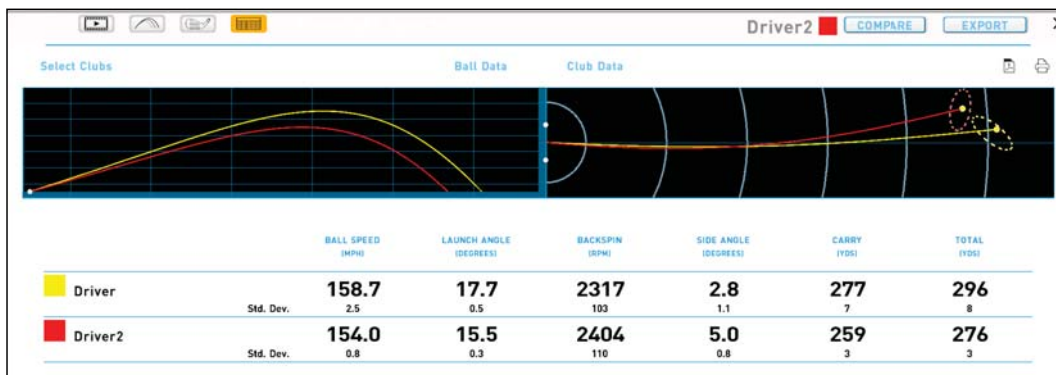 Driver2 COMPARE EXPORT
Select Clubs Ball Data Club Data
BALL SPEED LAUNCH ANGLE BACKSPIN SIDE ANGLE CARRY TOTAL
(MPH) (DEGREES) (RPM) (DEGREES) (YDS) (YDS)
Driver 158.7 17.7 2317 2.8 277 296
Std. Dev. 2.5 0.5 103 1.1 7 8
Driver2 154.0 15.5 2404 5.0 259 276
Std. Dev. 0.8 0.3 110 0.8 3 3